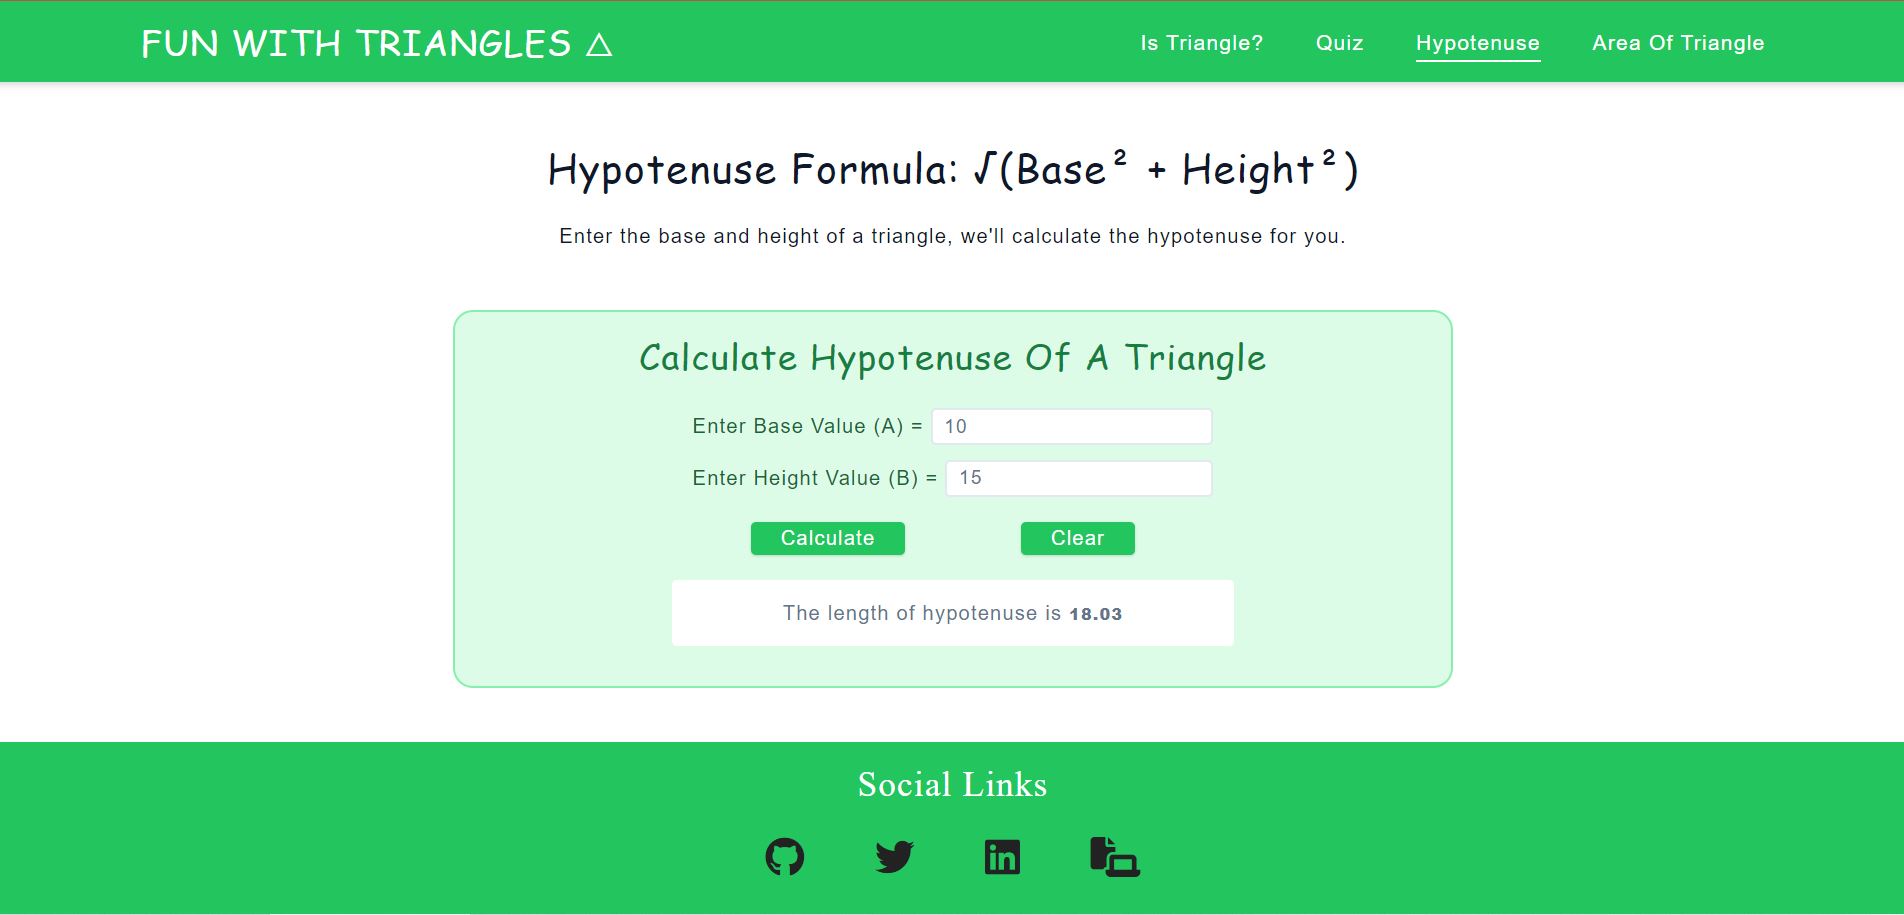 FUN WITH TRIANGLES △
Is Triangle? Quiz Hypotenuse Area Of Triangle
Hypotenuse Formula: √(Base² + Height²)
Enter the base and height of a triangle, we'll calculate the hypotenuse for you.
Calculate Hypotenuse Of A Triangle
Enter Base Value (A) = 10
Enter Height Value (B) = 15
Calculate Clear
The length of hypotenuse is 18.03
Social Links
in